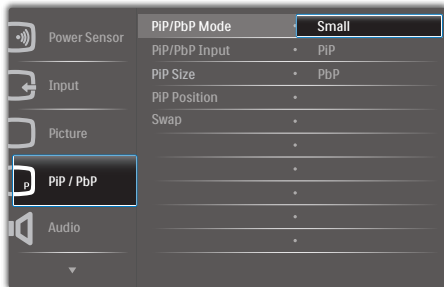 Power Sensor
Input
Picture
P
PiP / PbP
Audio
PiP/PbP Mode • Small
PiP/PbP Input • PiP
PiP Size • PbP
PiP Position •
Swap •
•
•
•
•
•